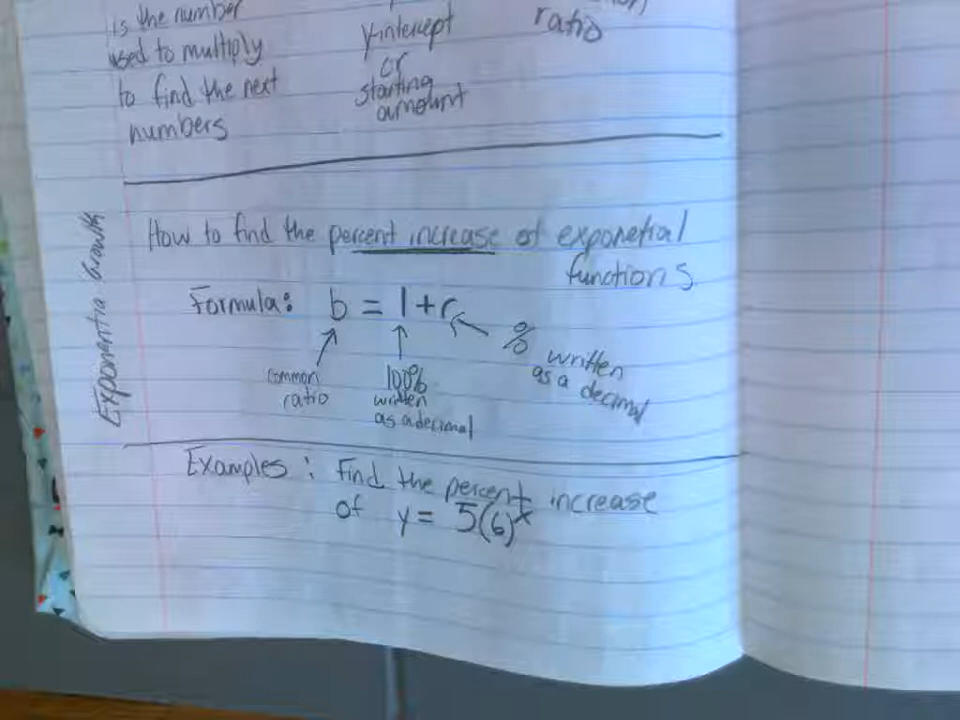 is the number
used to multiply
to find the next
numbers
y-intercept
or
starting
amount
ratio
Exponentia Growth
How to find the percent increase of exponetial
functions.
Formula: b = 1+r
common
ratio
100%
written
as a decimal
% written
as a decimal
Examples: Find the percent increase
of y = 5(6)^x